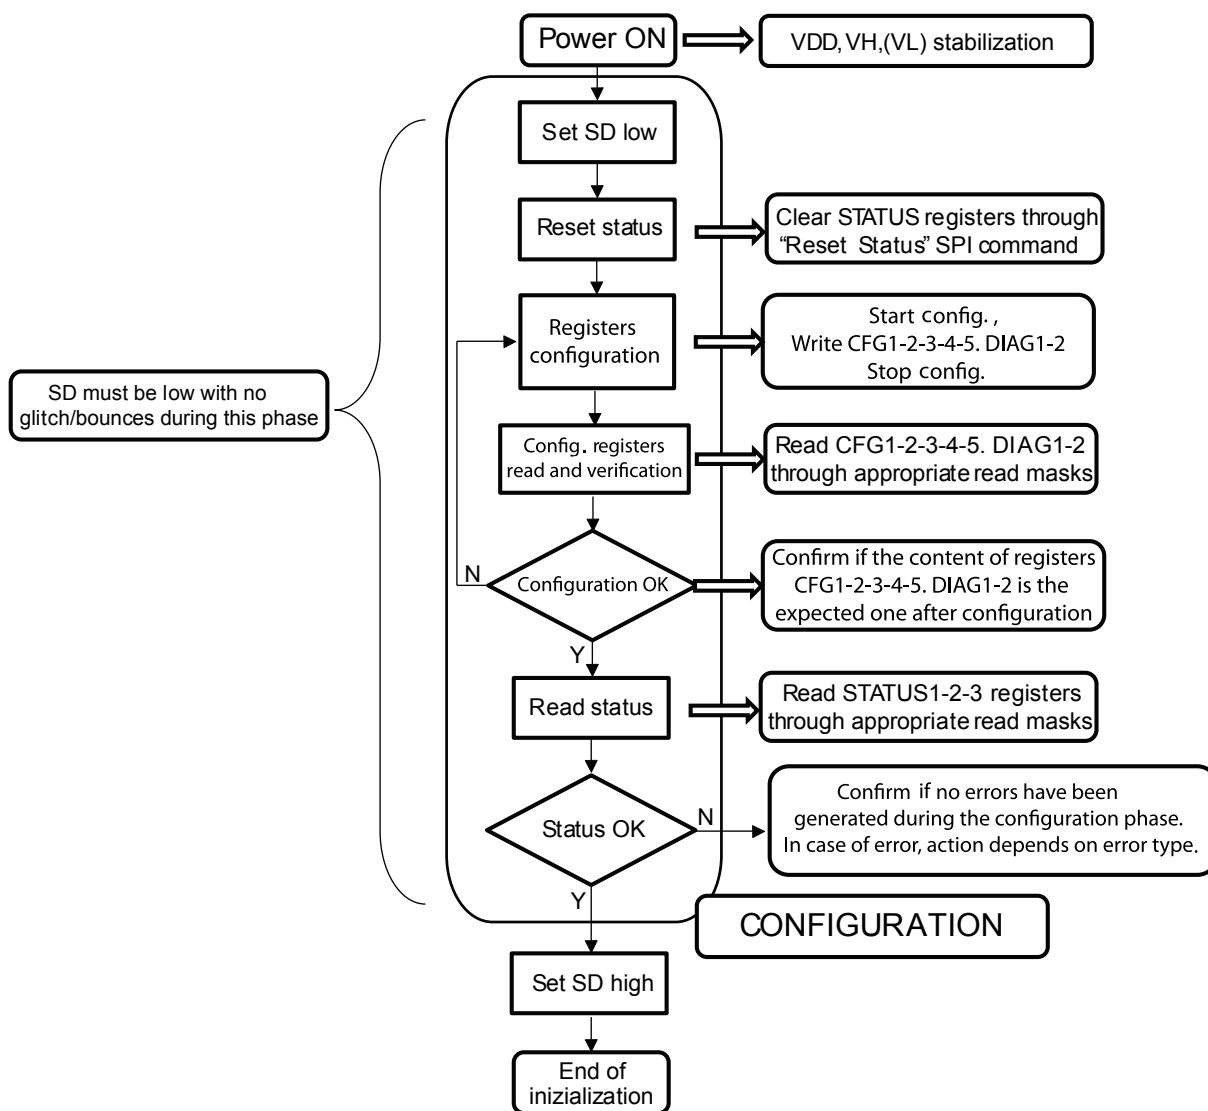 Power ON
VDD, VH,(VL) stabilization
Set SD low
Reset status
Clear STATUS registers through
“Reset Status” SPI command
Registers
configuration
Start config.,
Write CFG1-2-3-4-5. DIAG1-2
Stop config.
SD must be low with no
glitch/bounces during this phase
Config. registers
read and verification
Read CFG1-2-3-4-5. DIAG1-2
through appropriate read masks
Configuration OK
N
Confirm if the content of registers
CFG1-2-3-4-5. DIAG1-2 is the
expected one after configuration
Y
Read status
Read STATUS1-2-3 registers
through appropriate read masks
Status OK
N
Confirm if no errors have been
generated during the configuration phase.
In case of error, action depends on error type.
Y
CONFIGURATION
Set SD high
End of
inizialization